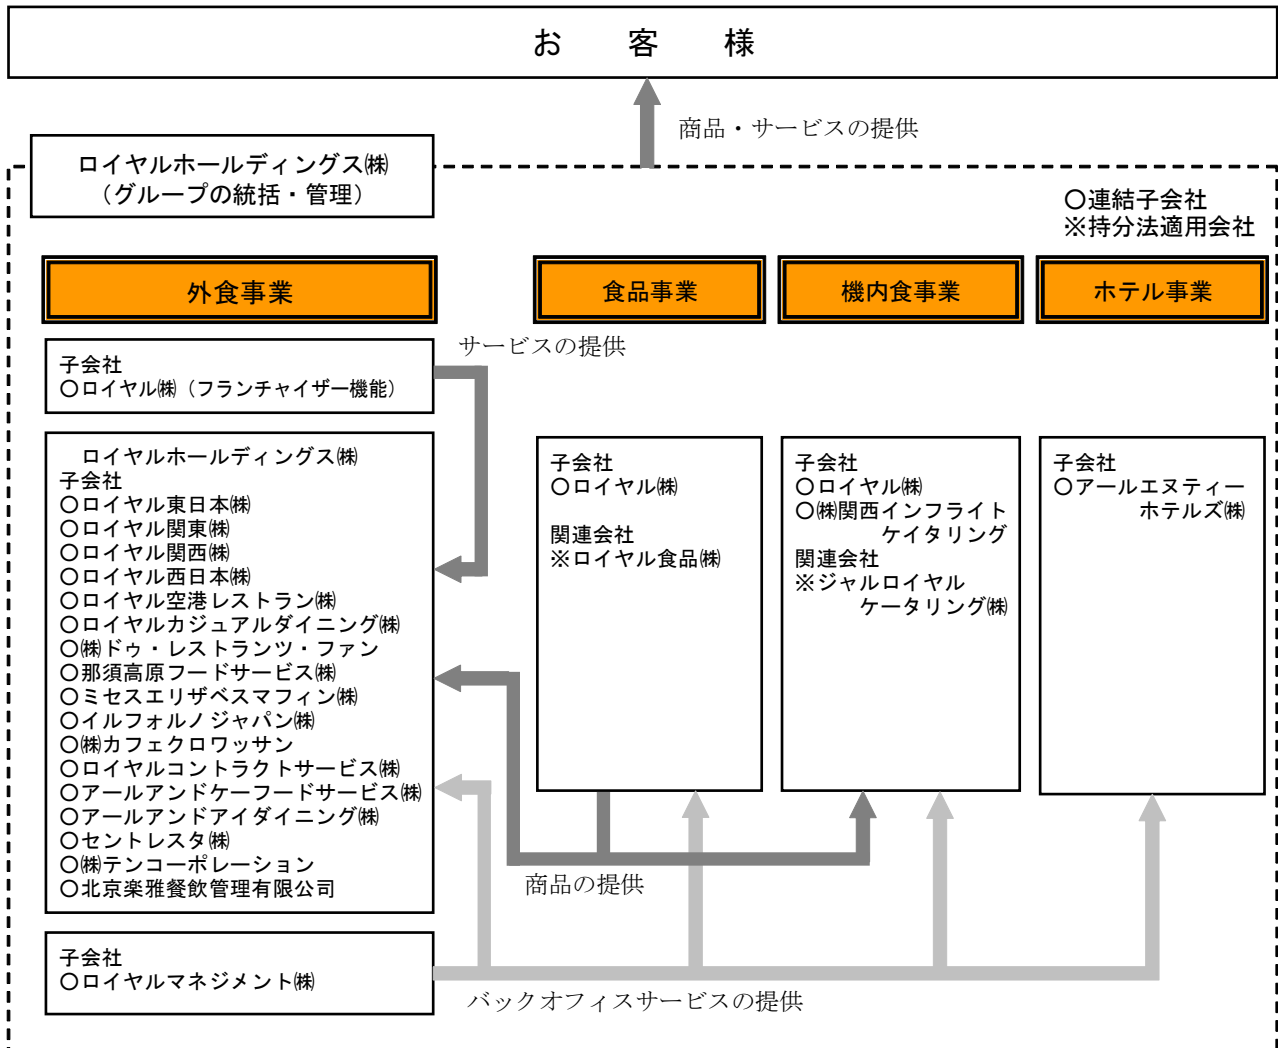 お 客 様
商品・サービスの提供
ロイヤルホールディングス㈱
（グループの統括・管理）
○連結子会社
※持分法適用会社
外食事業
食品事業
機内食事業
ホテル事業
サービスの提供
子会社
○ロイヤル㈱（フランチャイザー機能）
ロイヤルホールディングス㈱
子会社
○ロイヤル東日本㈱
○ロイヤル関東㈱
○ロイヤル関西㈱
○ロイヤル西日本㈱
○ロイヤル空港レストラン㈱
○ロイヤルカジュアルダイニング㈱
○㈱ドゥ・レストランツ・ファン
○那須高原フードサービス㈱
○ミセスエリザベスマフィン㈱
○イルフォルノジャパン㈱
○㈱カフェクロワッサン
○ロイヤルコントラクトサービス㈱
○アールアンドケーフードサービス㈱
○アールアンドアイダイニング㈱
○セントレスタ㈱
○㈱テンコーポレーション
○北京楽雅餐飲管理有限公司
子会社
○ロイヤル㈱
関連会社
※ロイヤル食品㈱
子会社
○ロイヤル㈱
○㈱関西インフライト
ケイタリング
関連会社
※ジャルロイヤル
ケータリング㈱
子会社
○アールエヌティー
ホテルズ㈱
商品の提供
子会社
○ロイヤルマネジメント㈱
バックオフィスサービスの提供